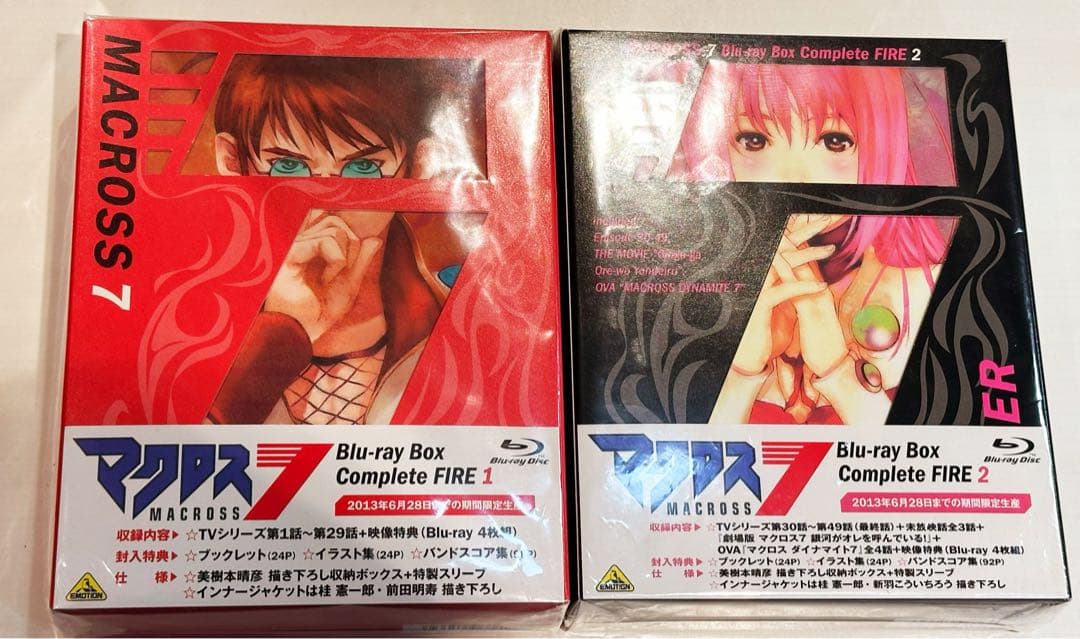 MACROSS 7
マクロス7
MACROSS
Blu-ray Box
Complete FIRE 1
Blu-ray Disc
2013年6月28日までの期間限定生産
収録内容▶ ☆TVシリーズ第1話~第29話+映像特典(Blu-ray 4枚組)
封入特典▶ ☆ブックレット(24P) ☆イラスト集(24P) ☆バンドスコア集
仕 様▶ ☆美樹本晴彦 描き下ろし収納ボックス+特製スリーブ
☆インナージャケットは桂 憲一郎・前田明寿 描き下ろし
EMOTION
MACROSS 7 Blu-ray Box Complete FIRE 2
Episode 30-49,
THE MOVIE
Ore-wo Yondeiru
OVA "MACROSS DYNAMITE 7"
ER
マクロス7
MACROSS
Blu-ray Box
Complete FIRE 2
Blu-ray Disc
2013年6月28日までの期間限定生産
収録内容▶ ☆TVシリーズ第30話~第49話(最終話)+未放映話全3話+
『劇場版 マクロス7 銀河がオレを呼んでいる!』+
OVA『マクロス ダイナマイト7』全4話+映像特典(Blu-ray 4枚組)
封入特典▶ ☆ブックレット(24P) ☆イラスト集(24P) ☆バンドスコア集(92P)
仕 様▶ ☆美樹本晴彦 描き下ろし収納ボックス+特製スリーブ
☆インナージャケットは桂 憲一郎・新羽こういちろう 描き下ろし
EMOTION